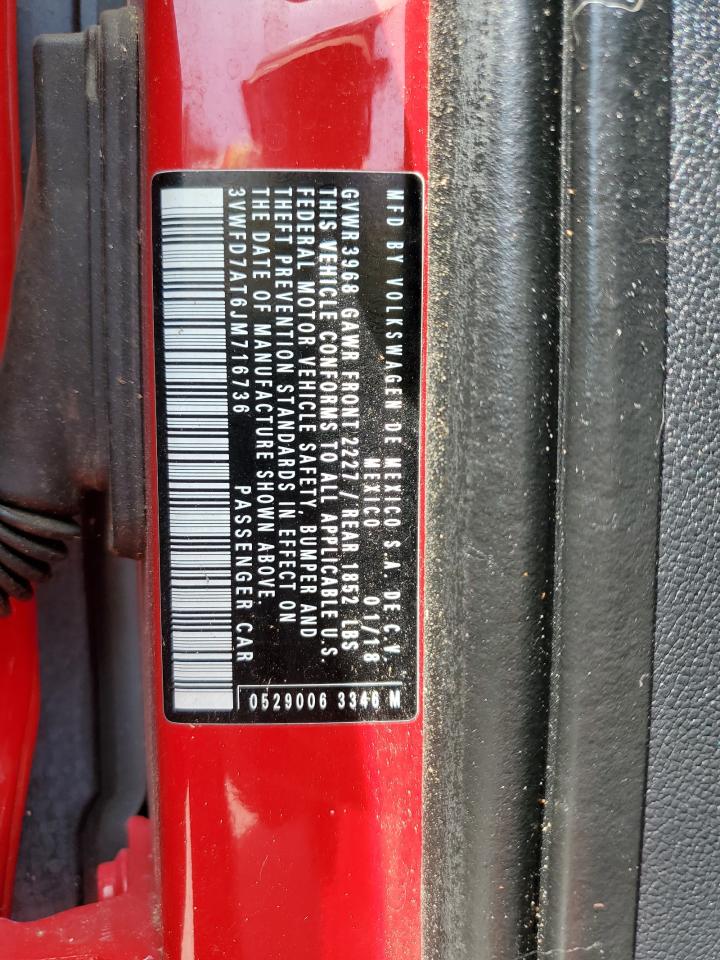 MFD BY VOLKSWAGEN DE MEXICO S.A. DE C.V.
MEXICO 01/18
GVWR 3968 GAWR FRONT 2227 / REAR 1852 LBS
THIS VEHICLE CONFORMS TO ALL APPLICABLE U.S.
FEDERAL MOTOR VEHICLE SAFETY, BUMPER AND
THEFT PREVENTION STANDARDS IN EFFECT ON
THE DATE OF MANUFACTURE SHOWN ABOVE.
3VWFD7AT6JM716736 PASSENGER CAR
0529006 3346 M